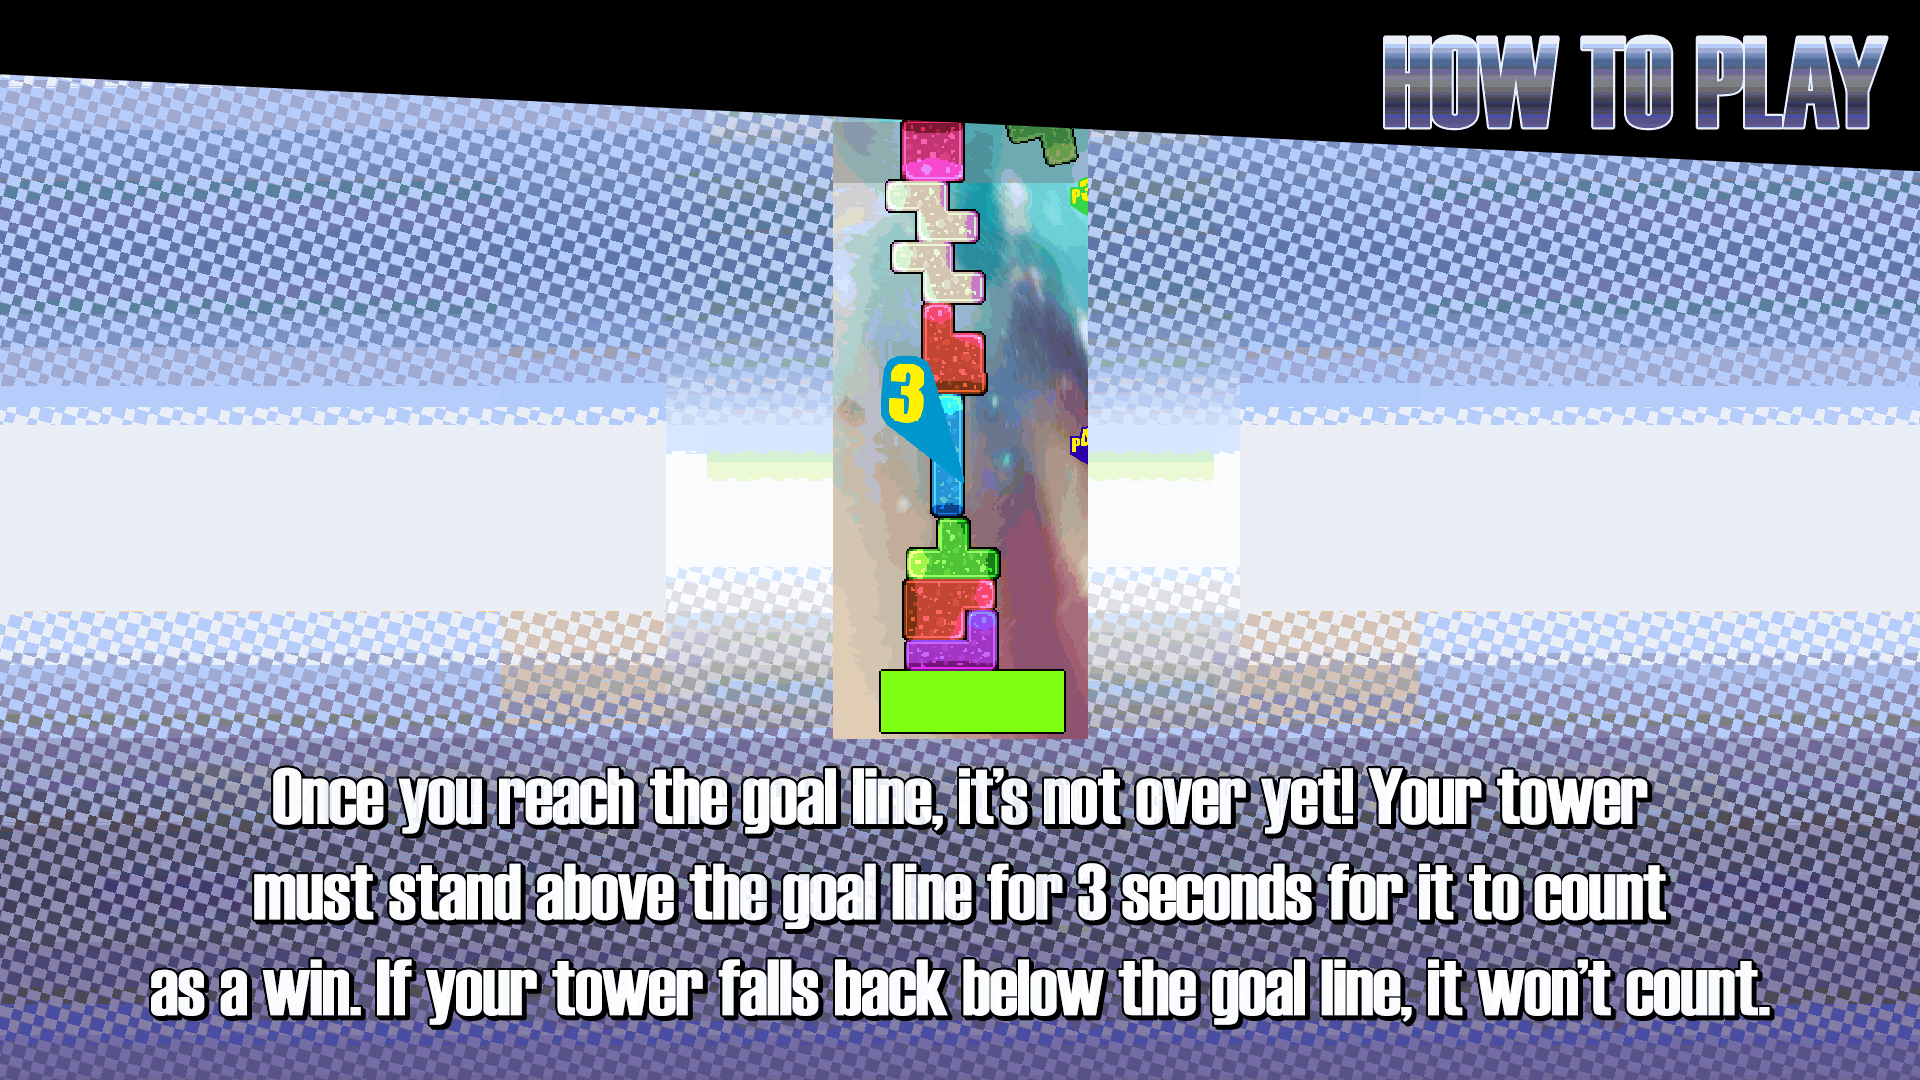 HOW TO PLAY
P3
3
Once you reach the goal line, it's not over yet! Your tower
must stand above the goal line for 3 seconds for it to count
as a win. If your tower falls back below the goal line, it won't count.